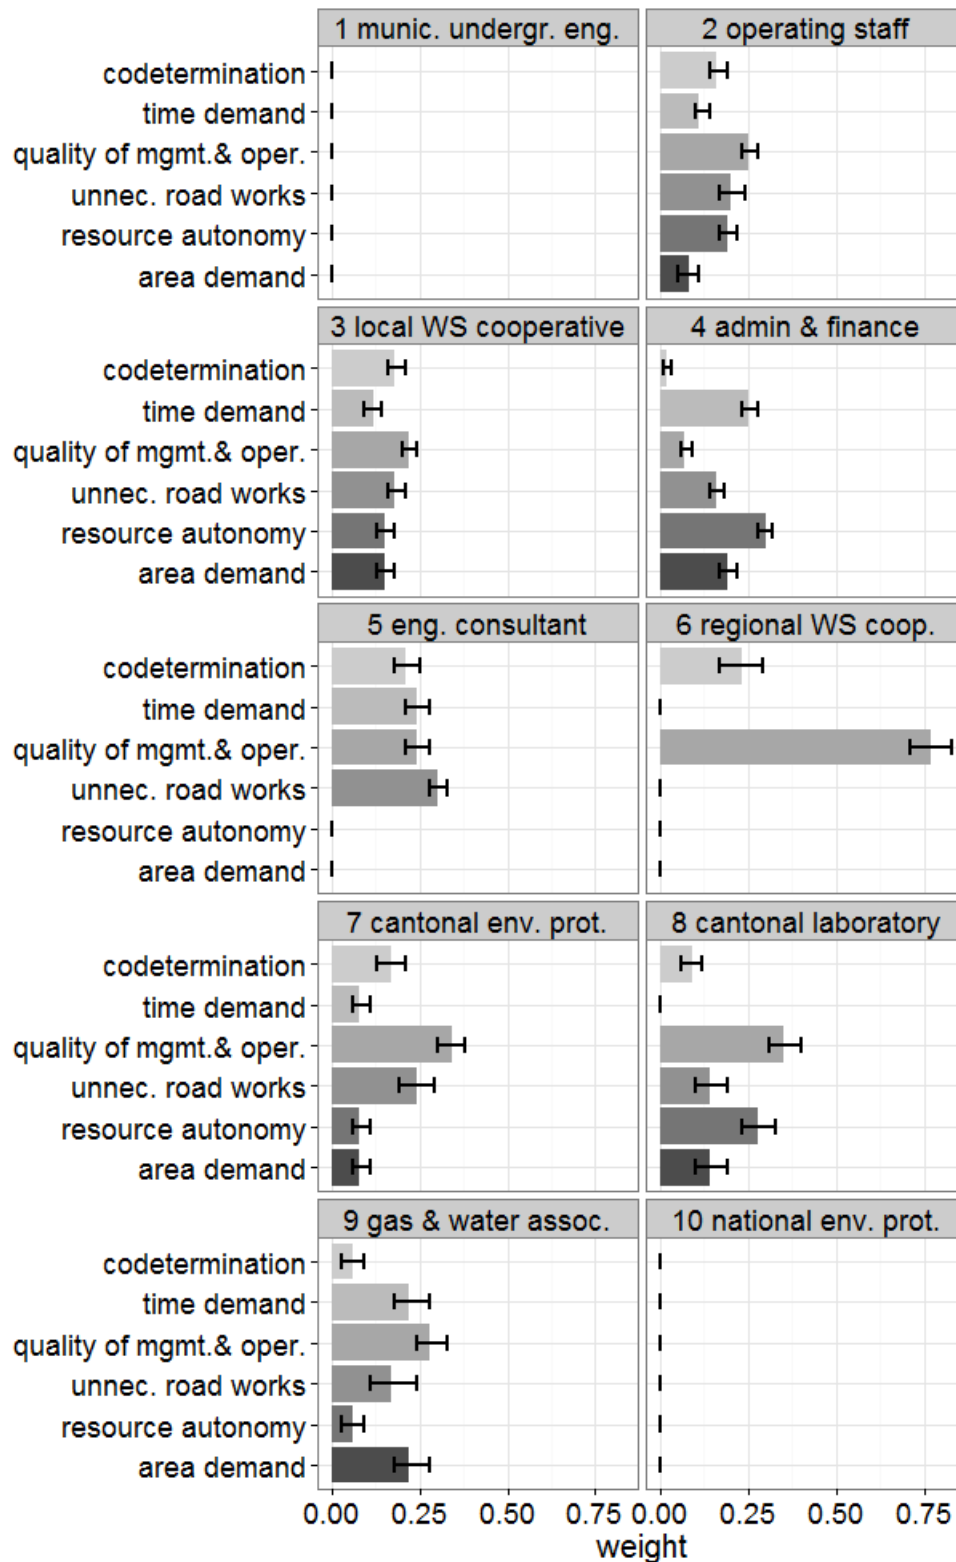 1 munic. undergr. eng.
2 operating staff
codetermination
time demand
quality of mgmt.& oper.
unnec. road works
resource autonomy
area demand
3 local WS cooperative
4 admin & finance
codetermination
time demand
quality of mgmt.& oper.
unnec. road works
resource autonomy
area demand
5 eng. consultant
6 regional WS coop.
codetermination
time demand
quality of mgmt.& oper.
unnec. road works
resource autonomy
area demand
7 cantonal env. prot.
8 cantonal laboratory
codetermination
time demand
quality of mgmt.& oper.
unnec. road works
resource autonomy
area demand
9 gas & water assoc.
10 national env. prot.
codetermination
time demand
quality of mgmt.& oper.
unnec. road works
resource autonomy
area demand
0.00 0.25 0.50 0.75 0.00 0.25 0.50 0.75
weight